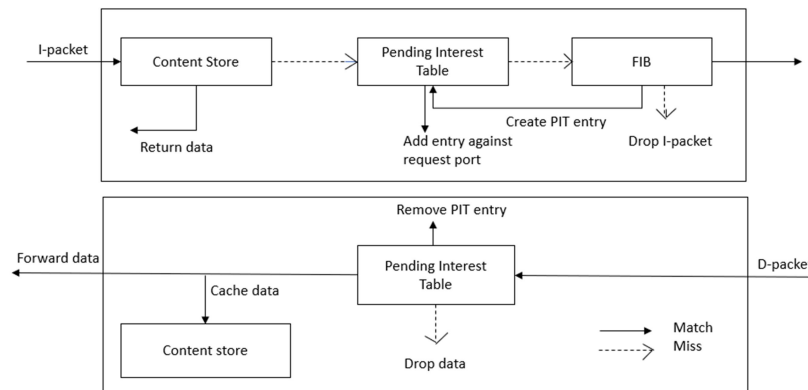 I-packet
Content Store
Pending Interest
Table
FIB
Create PIT entry
Return data
Add entry against
request port
Drop I-packet
Remove PIT entry
Forward data
Pending Interest
Table
D-packe
Cache data
Content store
Drop data
Match
Miss